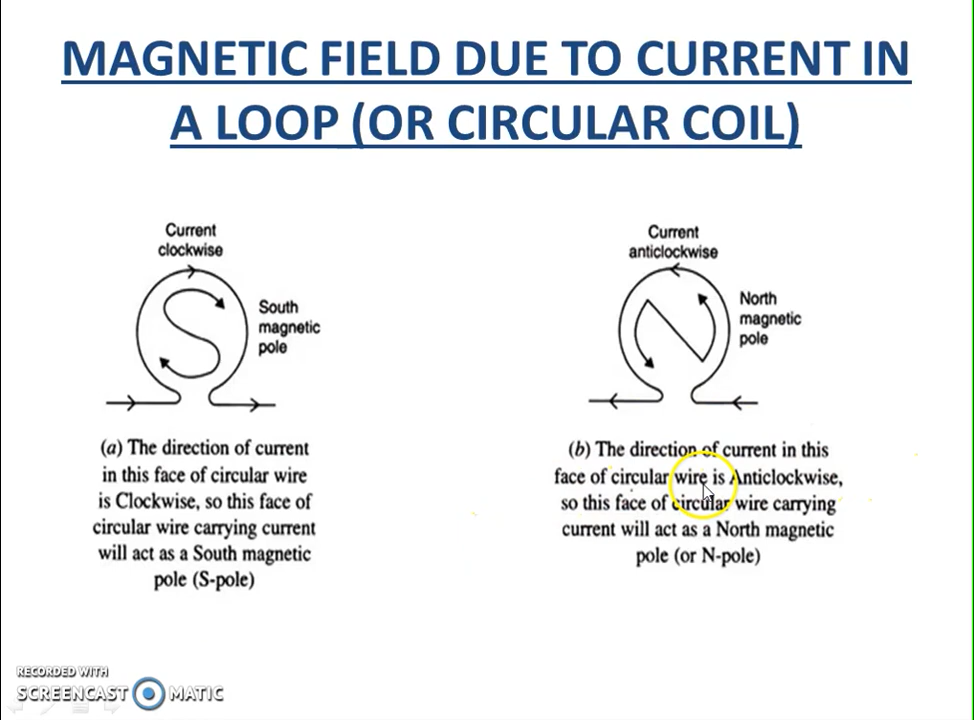 MAGNETIC FIELD DUE TO CURRENT IN
A LOOP (OR CIRCULAR COIL)
Current
clockwise
S
South
magnetic
pole
(a) The direction of current
in this face of circular wire
is Clockwise, so this face of
circular wire carrying current
will act as a South magnetic
pole (S-pole)
Current
anticlockwise
N
North
magnetic
pole
(b) The direction of current in this
face of circular wire is Anticlockwise,
so this face of circular wire carrying
current will act as a North magnetic
pole (or N-pole)
RECORDED WITH
SCREENCAST MATIC